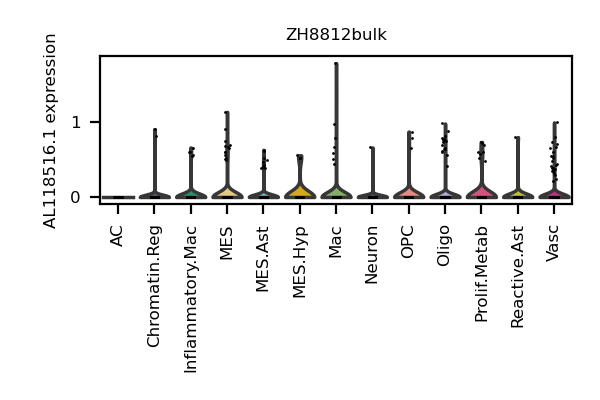 ZH8812bulk
AL118516.1 expression
1
0
AC
Chromatin.Reg
Inflammatory.Mac
MES
MES.Ast
MES.Hyp
Mac
Neuron
OPC
Oligo
Prolif.Metab
Reactive.Ast
Vasc